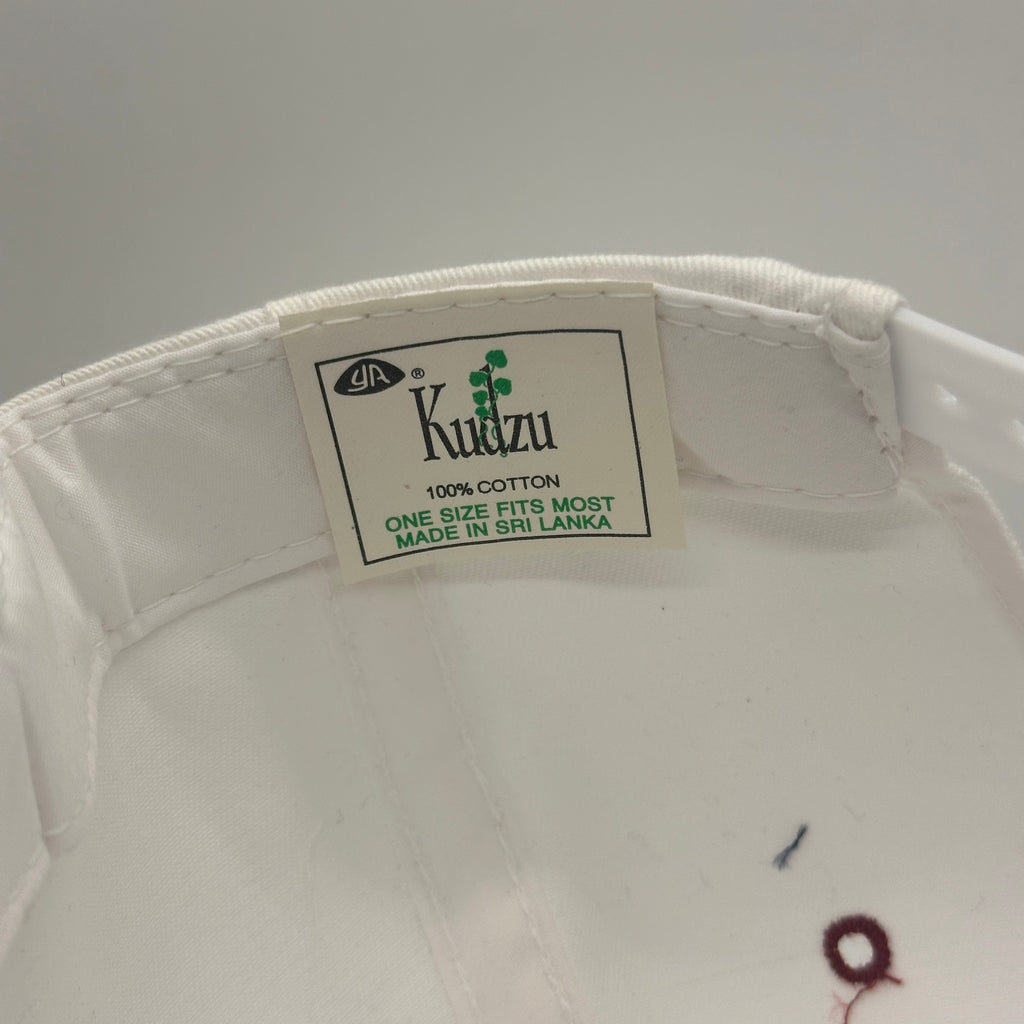 YA ®
Kudzu
100% COTTON
ONE SIZE FITS MOST
MADE IN SRI LANKA